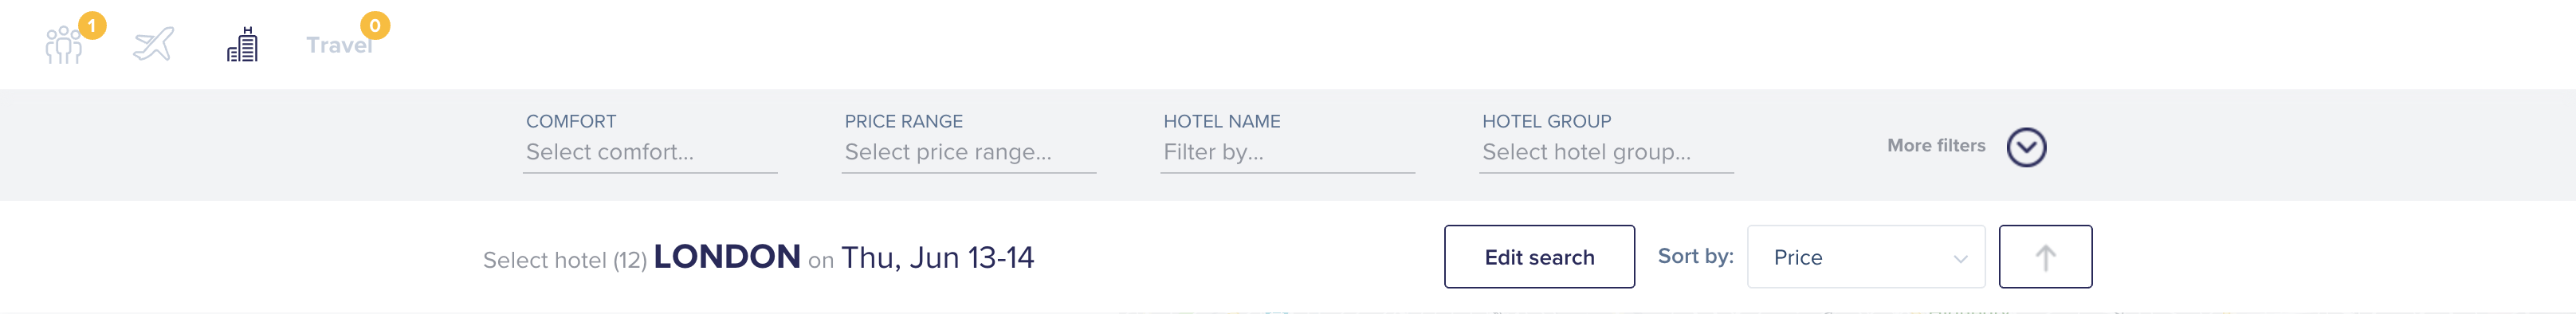 1
Travel 0
COMFORT PRICE RANGE HOTEL NAME HOTEL GROUP
Select comfort... Select price range... Filter by... Select hotel group...
More filters
Select hotel (12) LONDON on Thu, Jun 13-14 Edit search Sort by: Price